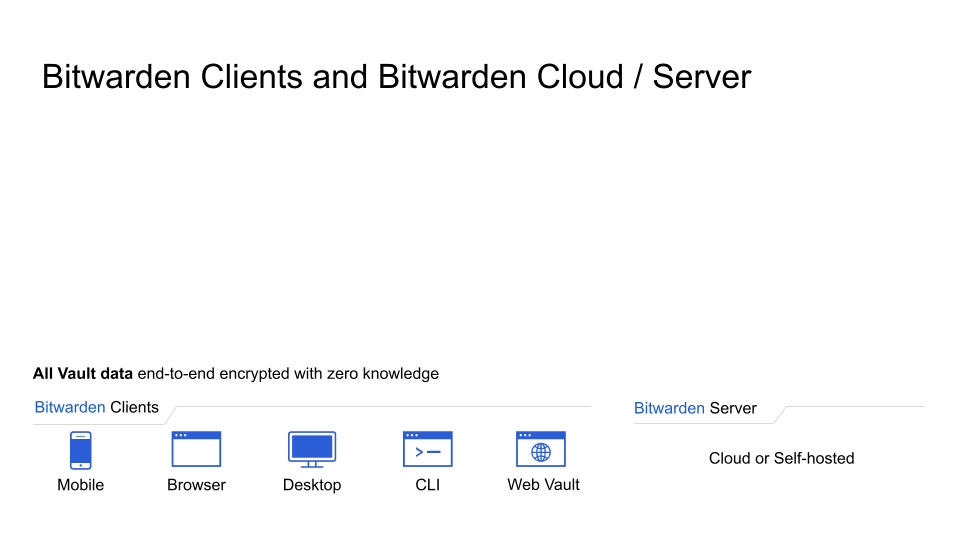 Bitwarden Clients and Bitwarden Cloud / Server
All Vault data end-to-end encrypted with zero knowledge
Bitwarden Clients
Mobile
Browser
Desktop
CLI
Web Vault
Bitwarden Server
Cloud or Self-hosted